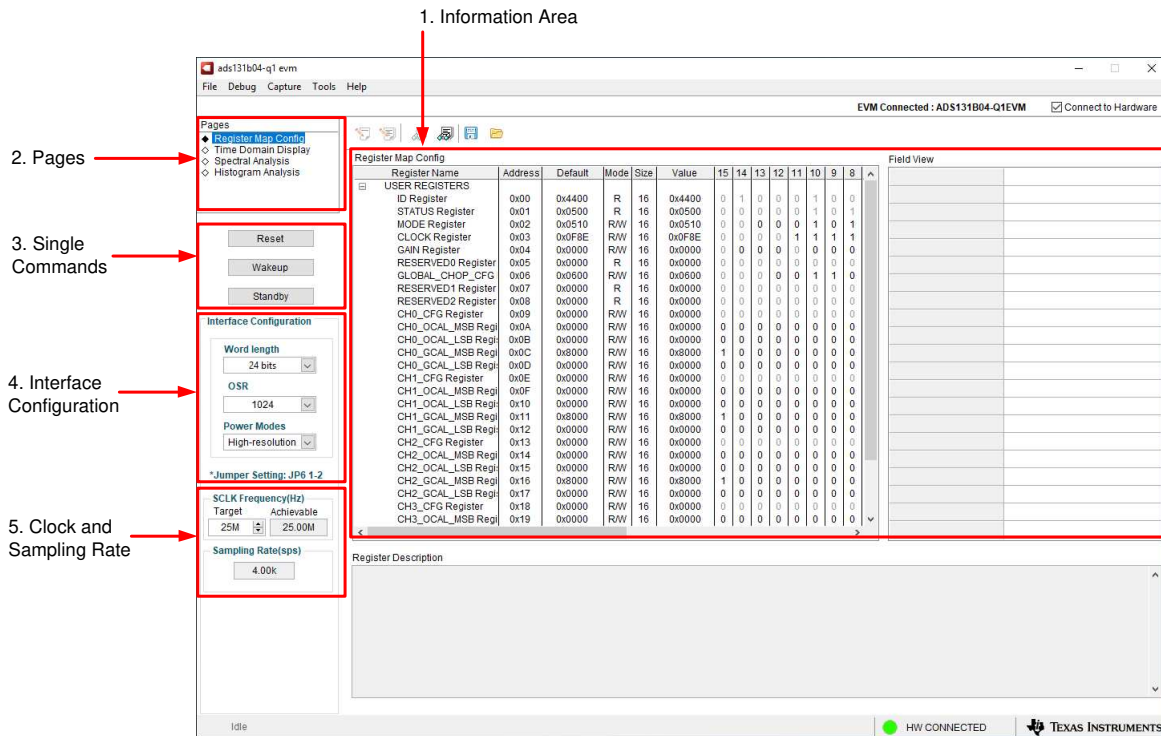 1. Information Area
ads131b04-q1 evm
File Debug Capture Tools Help
EVM Connected : ADS131B04-Q1EVM Connect to Hardware
2. Pages
Pages
Register Map Config
Time Domain Display
Spectral Analysis
Histogram Analysis
3. Single
Commands
Reset
Wakeup
Standby
4. Interface
Configuration
Interface Configuration
Word length
24 bits
OSR
1024
Power Modes
High-resolution
*Jumper Setting: JP6 1-2
5. Clock and
Sampling Rate
SCLK Frequency(Hz)
Target Achievable
25M 25.00M
Sampling Rate(sps)
4.00k
Register Map Config
Register Name Address Default Mode Size Value 15 14 13 12 11 10 9 8
USER REGISTERS
ID Register 0x00 0x4400 R 16 0x4400 0 1 0 0 0 1 0 0
STATUS Register 0x01 0x0500 R 16 0x0500 0 0 0 0 0 1 0 1
MODE Register 0x02 0x0510 R/W 16 0x0510 0 0 0 0 0 1 0 1
CLOCK Register 0x03 0x0F8E R/W 16 0x0F8E 0 0 0 0 1 1 1 1
GAIN Register 0x04 0x0000 R/W 16 0x0000 0 0 0 0 0 0 0 0
RESERVED0 Register 0x05 0x0000 R 16 0x0000 0 0 0 0 0 0 0 0
GLOBAL_CHOP_CFG 0x06 0x0600 R/W 16 0x0600 0 0 0 0 0 1 1 0
RESERVED1 Register 0x07 0x0000 R 16 0x0000 0 0 0 0 0 0 0 0
RESERVED2 Register 0x08 0x0000 R 16 0x0000 0 0 0 0 0 0 0 0
CH0_CFG Register 0x09 0x0000 R/W 16 0x0000 0 0 0 0 0 0 0 0
CH0_OCAL_MSB Regi 0x0A 0x0000 R/W 16 0x0000 0 0 0 0 0 0 0 0
CH0_OCAL_LSB Regi 0x0B 0x0000 R/W 16 0x0000 0 0 0 0 0 0 0 0
CH0_GCAL_MSB Regi 0x0C 0x8000 R/W 16 0x8000 1 0 0 0 0 0 0 0
CH0_GCAL_LSB Regi 0x0D 0x0000 R/W 16 0x0000 0 0 0 0 0 0 0 0
CH1_CFG Register 0x0E 0x0000 R/W 16 0x0000 0 0 0 0 0 0 0 0
CH1_OCAL_MSB Regi 0x0F 0x0000 R/W 16 0x0000 0 0 0 0 0 0 0 0
CH1_OCAL_LSB Regi 0x10 0x0000 R/W 16 0x0000 0 0 0 0 0 0 0 0
CH1_GCAL_MSB Regi 0x11 0x8000 R/W 16 0x8000 1 0 0 0 0 0 0 0
CH1_GCAL_LSB Regi 0x12 0x0000 R/W 16 0x0000 0 0 0 0 0 0 0 0
CH2_CFG Register 0x13 0x0000 R/W 16 0x0000 0 0 0 0 0 0 0 0
CH2_OCAL_MSB Regi 0x14 0x0000 R/W 16 0x0000 0 0 0 0 0 0 0 0
CH2_OCAL_LSB Regi 0x15 0x0000 R/W 16 0x0000 0 0 0 0 0 0 0 0
CH2_GCAL_MSB Regi 0x16 0x8000 R/W 16 0x8000 1 0 0 0 0 0 0 0
CH2_GCAL_LSB Regi 0x17 0x0000 R/W 16 0x0000 0 0 0 0 0 0 0 0
CH3_CFG Register 0x18 0x0000 R/W 16 0x0000 0 0 0 0 0 0 0 0
CH3_OCAL_MSB Regi 0x19 0x0000 R/W 16 0x0000 0 0 0 0 0 0 0 0
Field View
Register Description
Idle
HW CONNECTED
TEXAS INSTRUMENTS